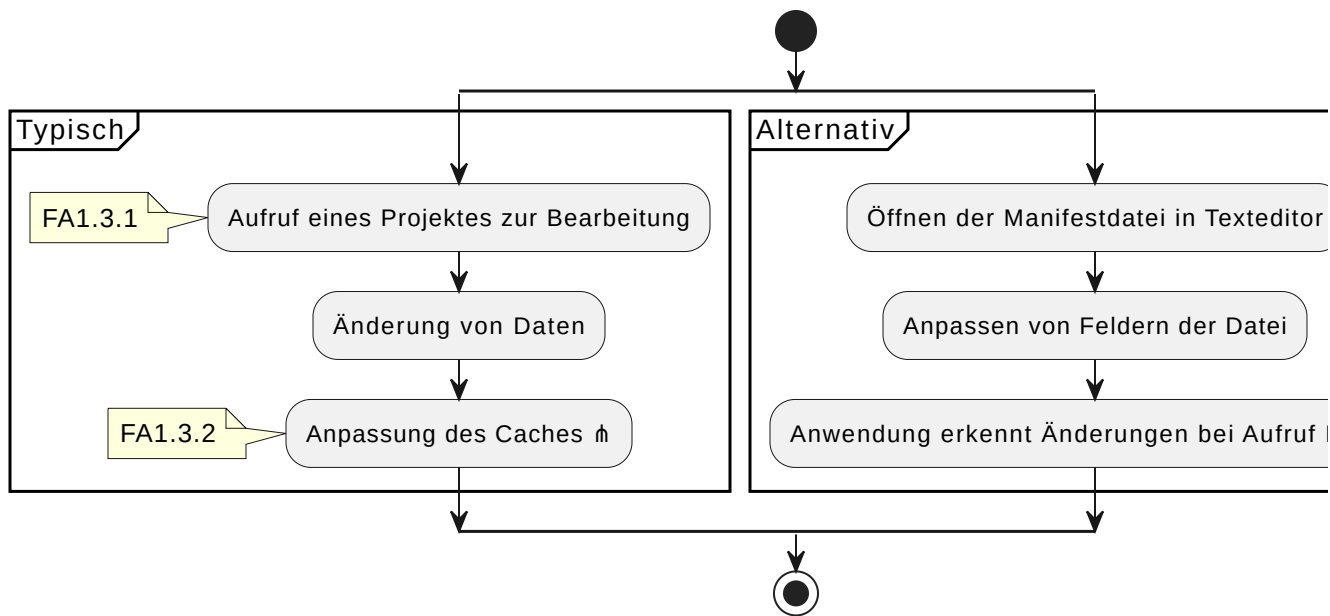 Typisch
Alternativ
FA1.3.1
Aufruf eines Projektes zur Bearbeitung
Öffnen der Manifestdatei in Texteditor
Änderung von Daten
Anpassen von Feldern der Datei
FA1.3.2
Anpassung des Caches ⋔
Anwendung erkennt Änderungen bei Aufruf